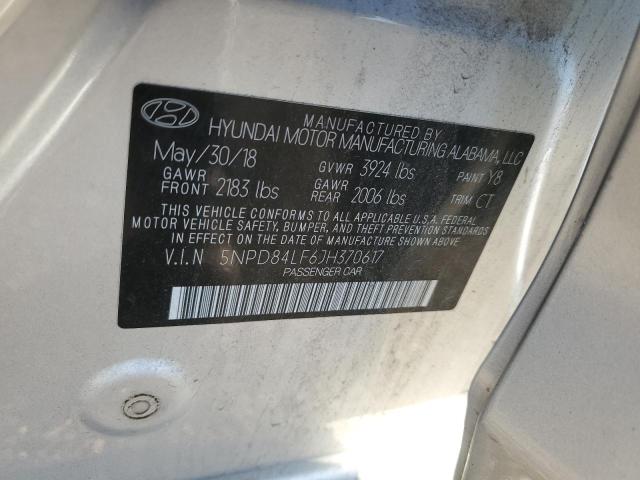 MANUFACTURED BY
HYUNDAI MOTOR MANUFACTURING ALABAMA, LLC
May/30/18 GVWR 3924 lbs PAINT Y8
GAWR FRONT 2183 lbs GAWR REAR 2006 lbs TRIM CT
THIS VEHICLE CONFORMS TO ALL APPLICABLE U.S.A. FEDERAL
MOTOR VEHICLE SAFETY, BUMPER, AND THEFT PREVENTION
STANDARDS IN EFFECT ON THE DATE OF MANUFACTURE SHOWN ABOVE.
V.I.N 5NPD84LF6JH370617
PASSENGER CAR